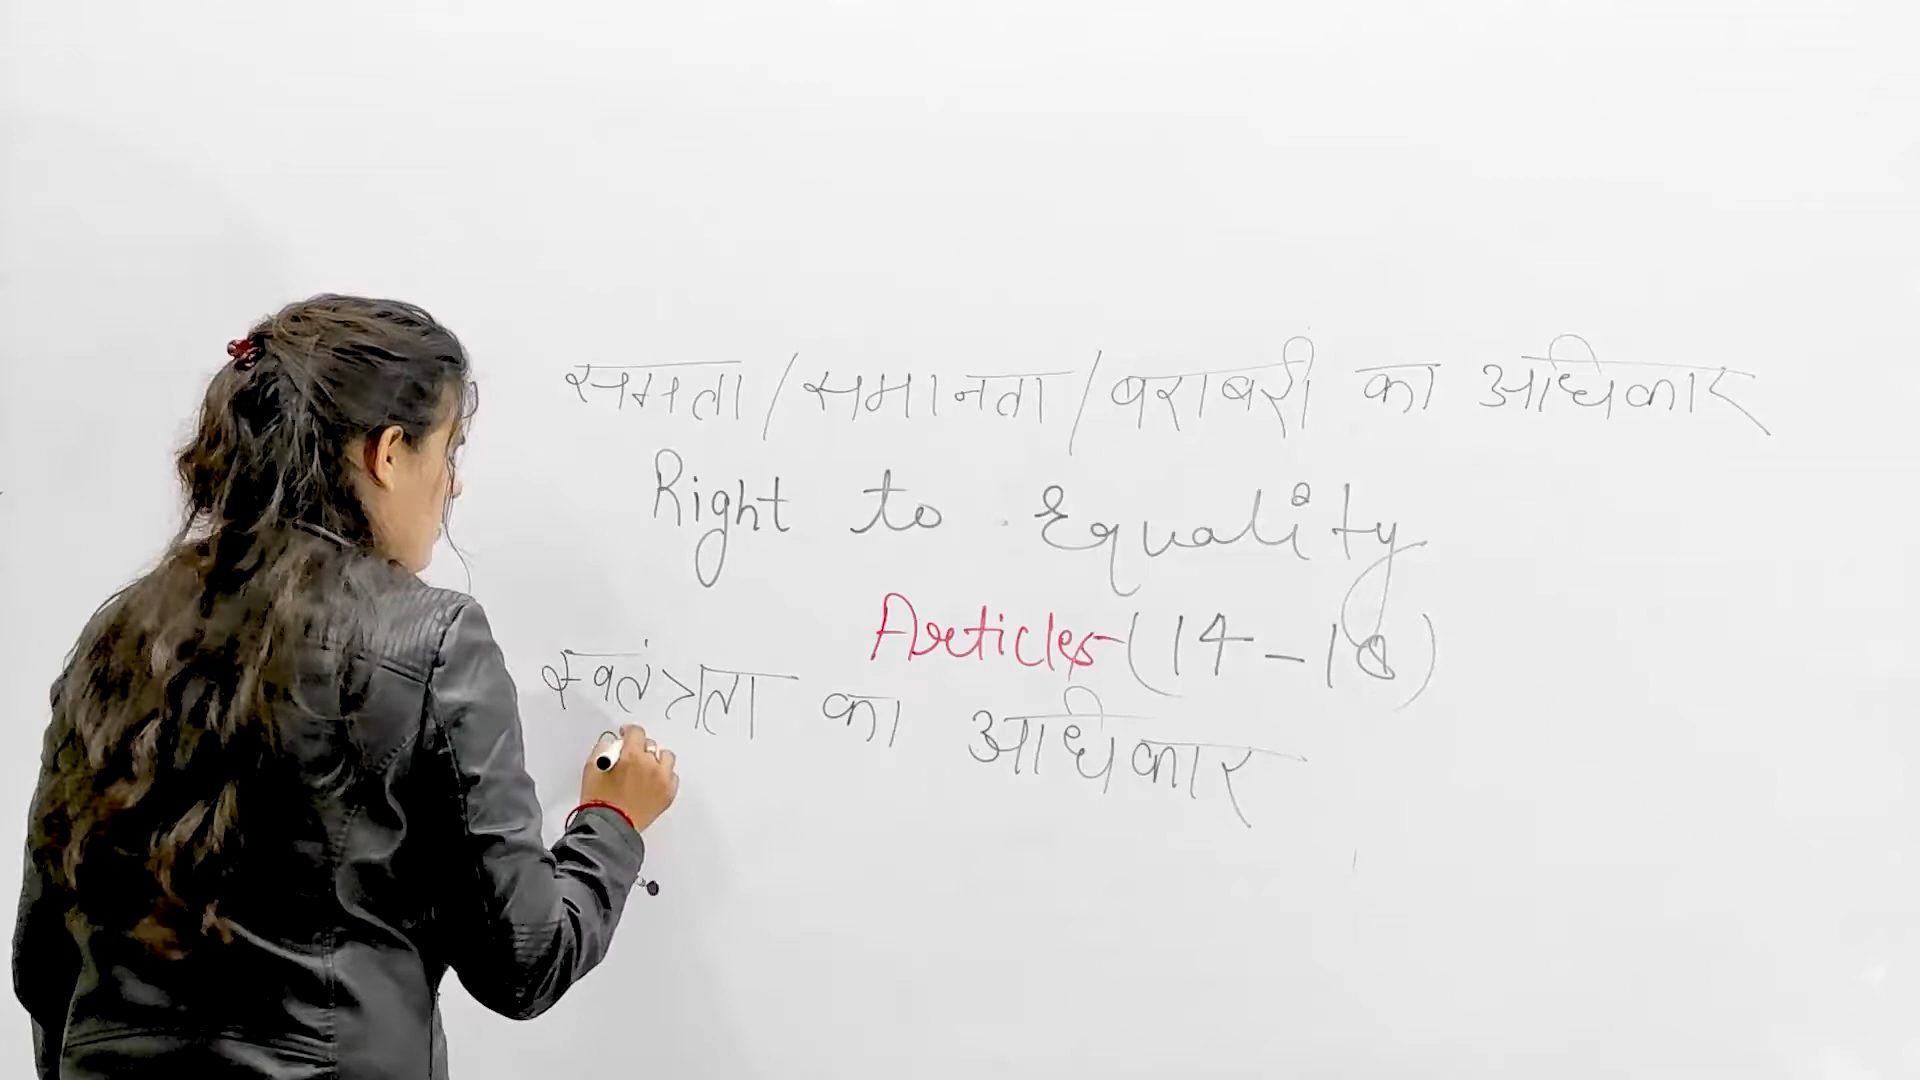 समता / समानता / बराबरी का अधिकार
Right to Equality
Articles (14-18)
स्वतंत्रता का अधिकार